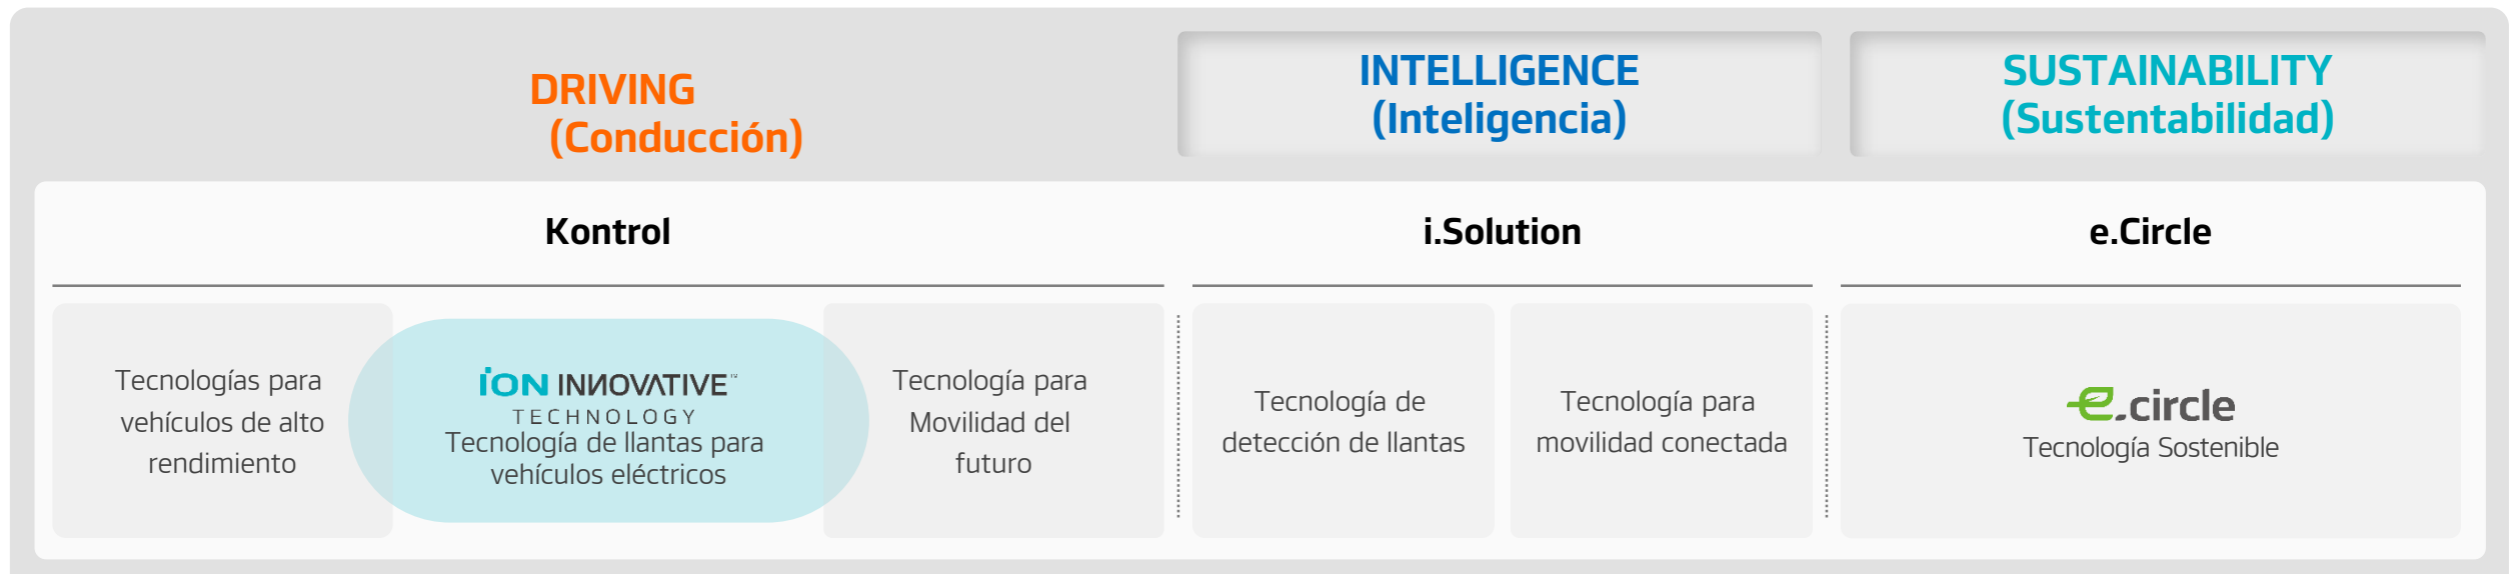 DRIVING
(Conducción)
INTELLIGENCE
(Inteligencia)
SUSTAINABILITY
(Sustentabilidad)
Kontrol
i.Solution
e.Circle
Tecnologías para
vehículos de alto
rendimiento
iON INNOVATIVE™
TECHNOLOGY
Tecnología de llantas para
vehículos eléctricos
Tecnología para
Movilidad del
futuro
Tecnología de
detección de llantas
Tecnología para
movilidad conectada
e.circle
Tecnología Sostenible